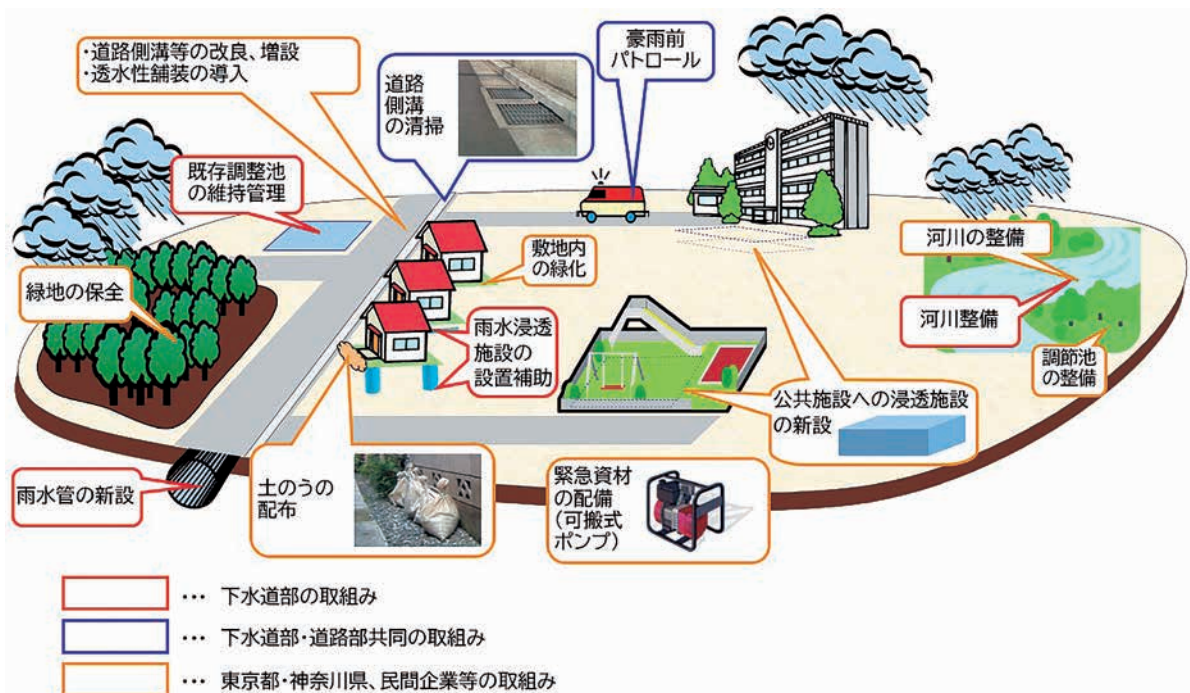 ・道路側溝等の改良、増設
・透水性舗装の導入
道路
側溝
の清掃
豪雨前
パトロール
既存調整池
の維持管理
緑地の保全
敷地内
の緑化
雨水浸透
施設の
設置補助
河川の整備
河川整備
調節池
の整備
公共施設への浸透施設
の新設
雨水管の新設
土のうの
配布
緊急資材
の配備
(可搬式
ポンプ)
… 下水道部の取組み
… 下水道部・道路部共同の取組み
… 東京都・神奈川県、民間企業等の取組み